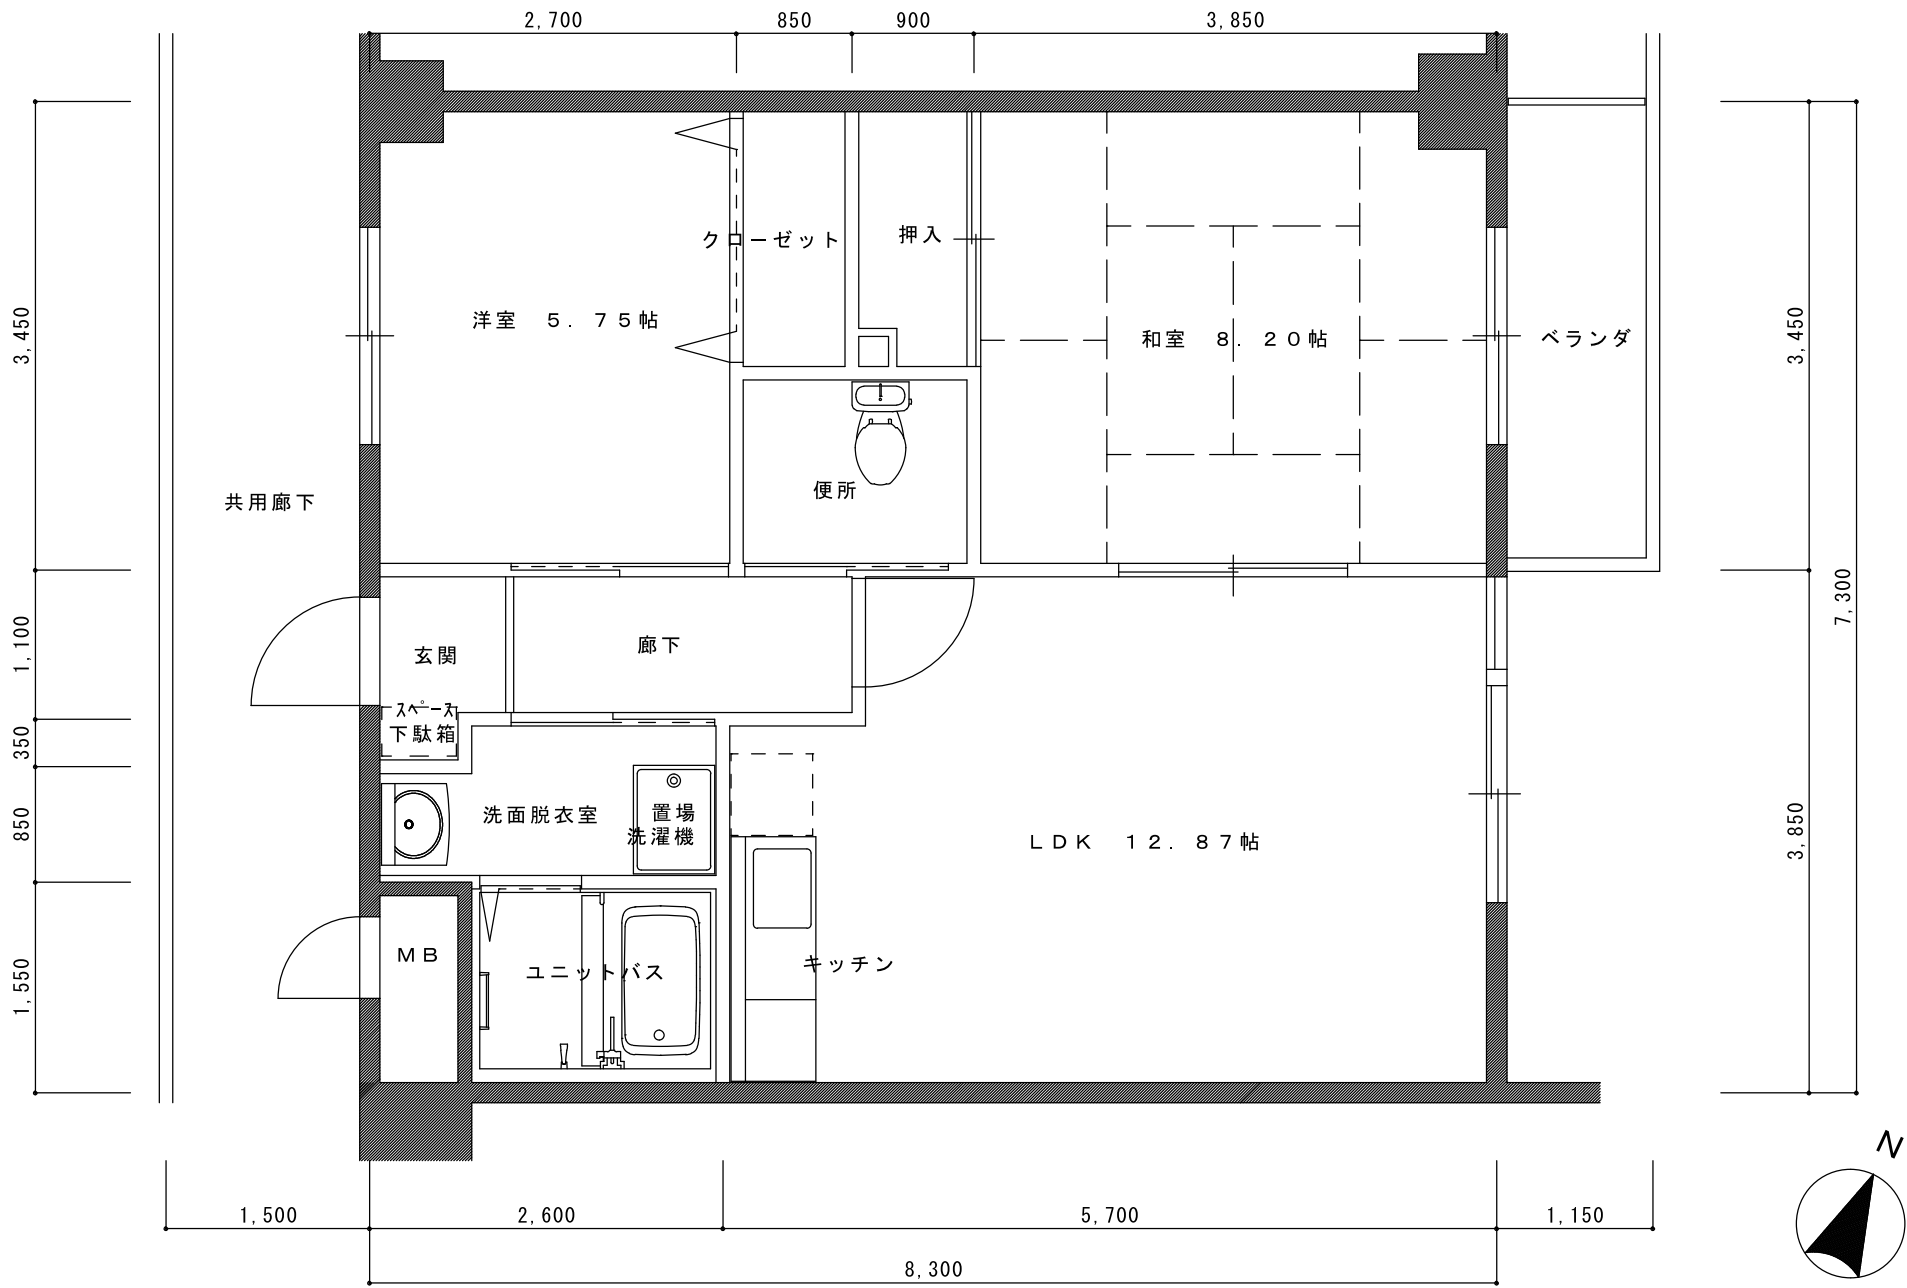 2,700
850
900
3,850
クローゼット
押入
洋室 5.75帖
和室 8.20帖
ベランダ
3,450
3,450
便所
共用廊下
7,300
1,100
玄関
廊下
スペース
下駄箱
350
洗面脱衣室
置場
洗濯機
850
LDK 12.87帖
3,850
MB
ユニットバス
キッチン
1,550
N
1,500
2,600
5,700
1,150
8,300